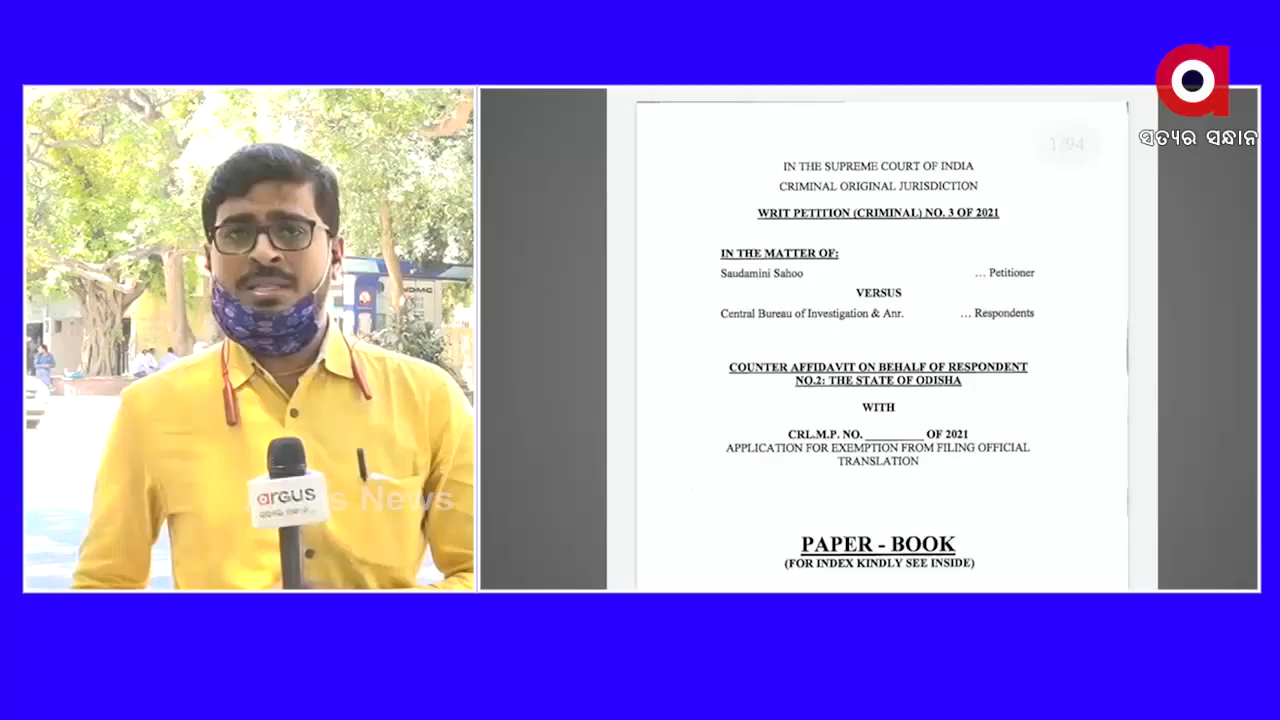 ସତ୍ୟର ସନ୍ଧାନ
1/94
IN THE SUPREME COURT OF INDIA
CRIMINAL ORIGINAL JURISDICTION
WRIT PETITION (CRIMINAL) NO. 3 OF 2021
IN THE MATTER OF:
Saudamini Sahoo ... Petitioner
VERSUS
Central Bureau of Investigation & Anr. ... Respondents
COUNTER AFFIDAVIT ON BEHALF OF RESPONDENT
NO.2: THE STATE OF ODISHA
WITH
CRL.M.P. NO. __________ OF 2021
APPLICATION FOR EXEMPTION FROM FILING OFFICIAL
TRANSLATION
PAPER - BOOK
(FOR INDEX KINDLY SEE INSIDE)
NDMC
argus
News